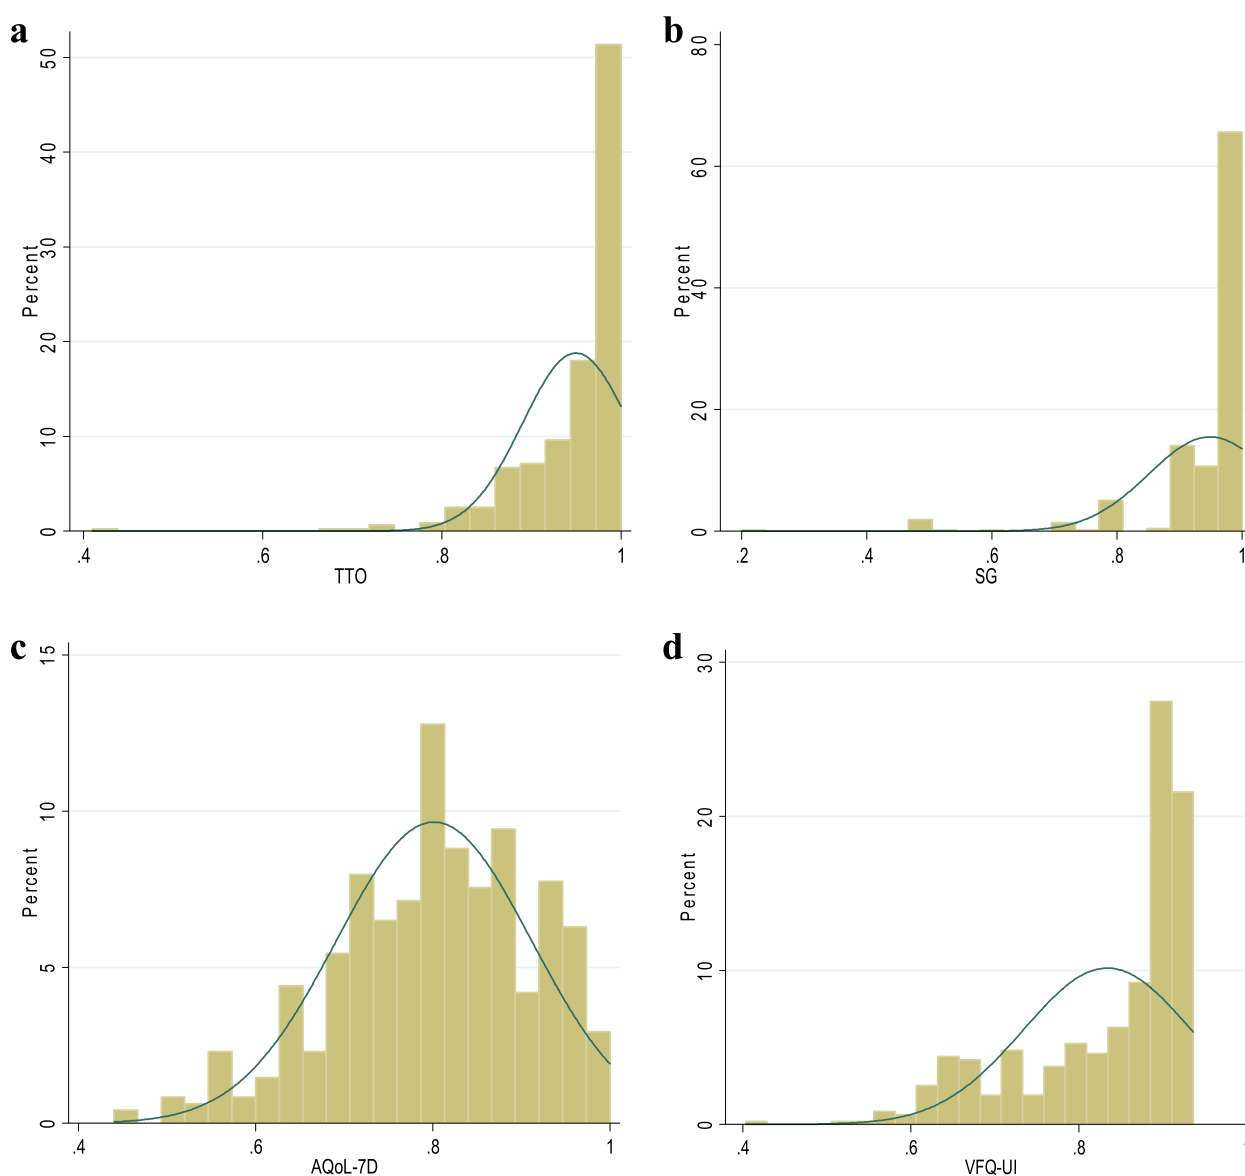 a
Percent
0 10 20 30 40 50
.4 .6 .8 1
TTO
b
Percent
0 20 40 60 80
.2 .4 .6 .8 1
SG
c
Percent
0 5 10 15
.4 .6 .8 1
AQoL-7D
d
Percent
0 10 20 30
.4 .6 .8 1
VFQ-UI